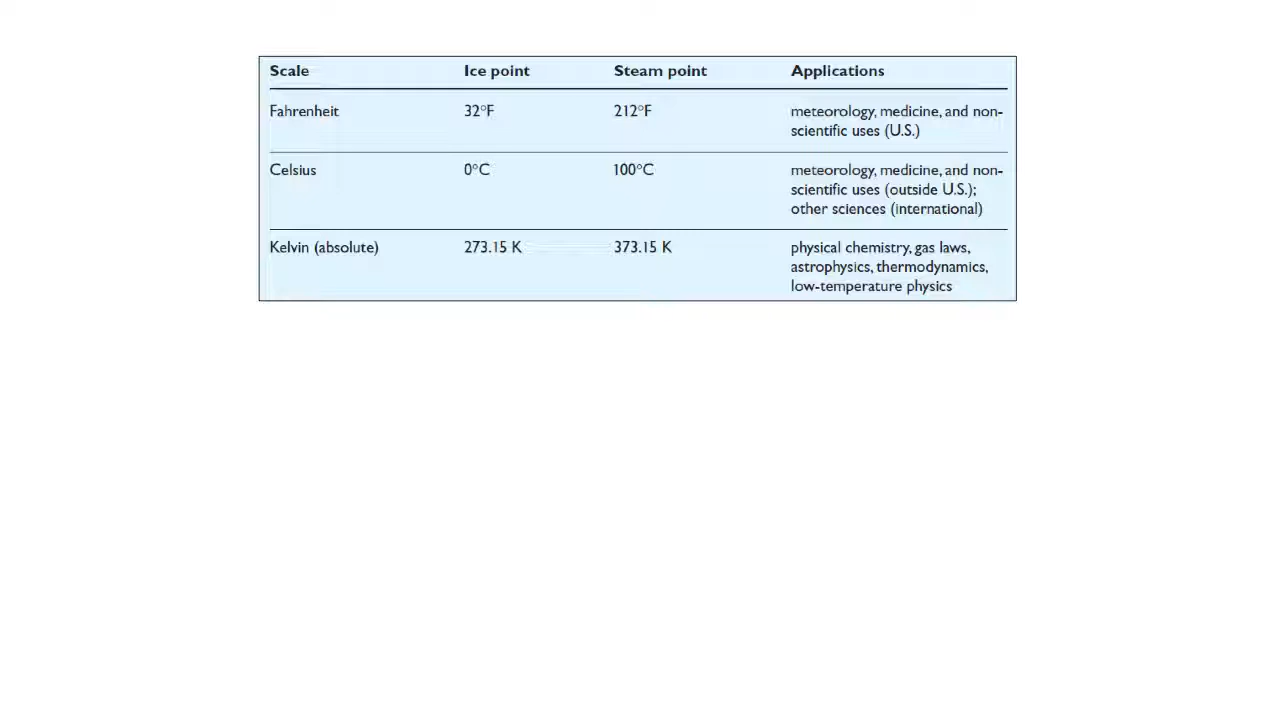 Scale Ice point Steam point Applications
Fahrenheit 32°F 212°F meteorology, medicine, and non-
scientific uses (U.S.)
Celsius 0°C 100°C meteorology, medicine, and non-
scientific uses (outside U.S.);
other sciences (international)
Kelvin (absolute) 273.15 K 373.15 K physical chemistry, gas laws,
astrophysics, thermodynamics,
low-temperature physics